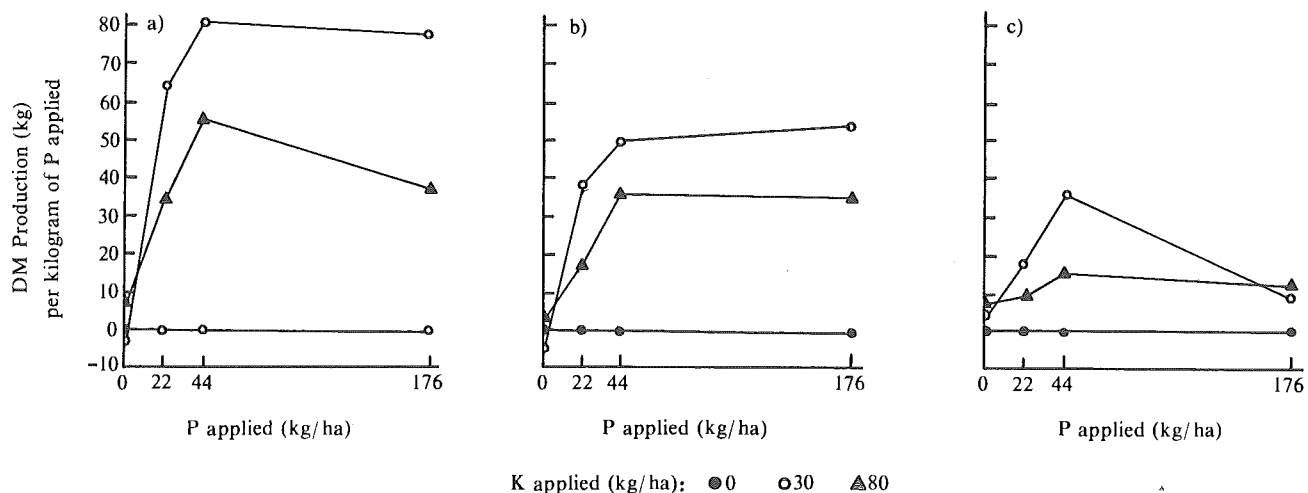 a)
b)
c)
80
70
60
50
40
30
20
10
0
−10
DM Production (kg)
per kilogram of P applied
0 22 44 176
0 22 44 176
0 22 44 176
P applied (kg/ha)
P applied (kg/ha)
P applied (kg/ha)
K applied (kg/ha): 0 30 80